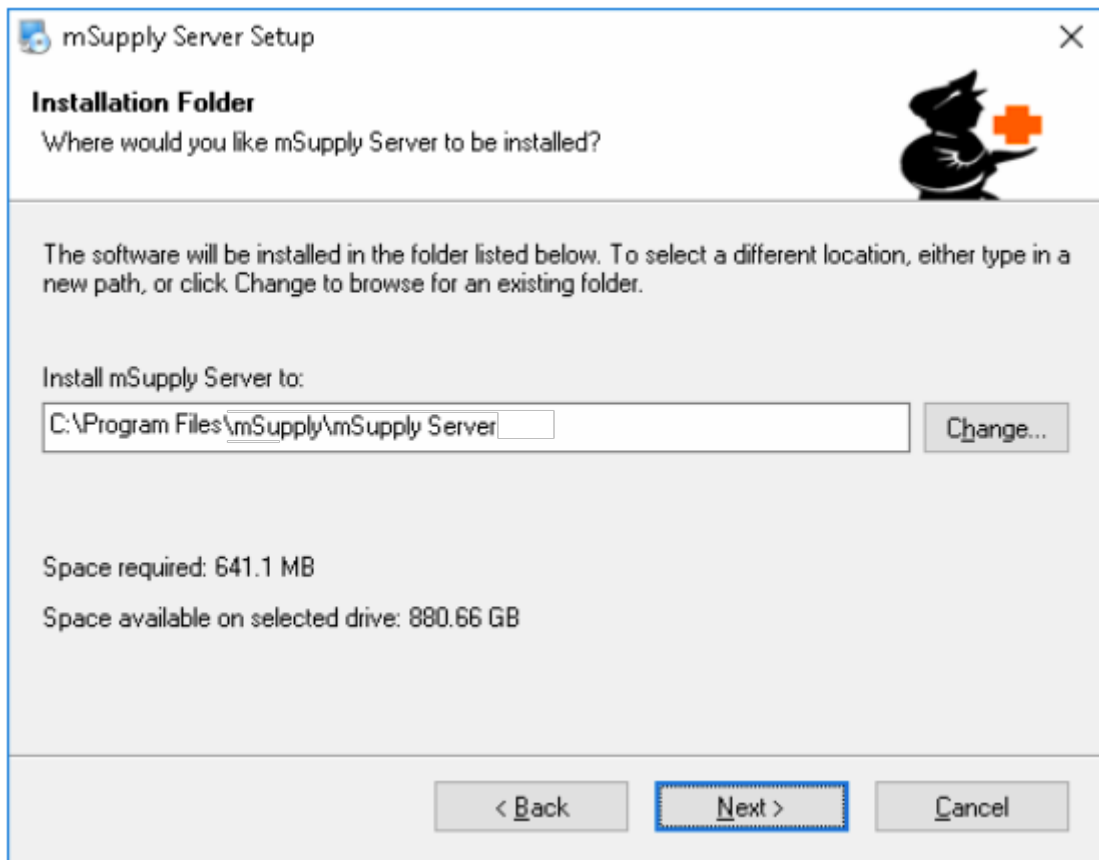 mSupply Server Setup
Installation Folder
Where would you like mSupply Server to be installed?
The software will be installed in the folder listed below. To select a different location, either type in a
new path, or click Change to browse for an existing folder.
Install mSupply Server to:
C:\Program Files\mSupply\mSupply Server
Change...
Space required: 641.1 MB
Space available on selected drive: 880.66 GB
< Back
Next >
Cancel